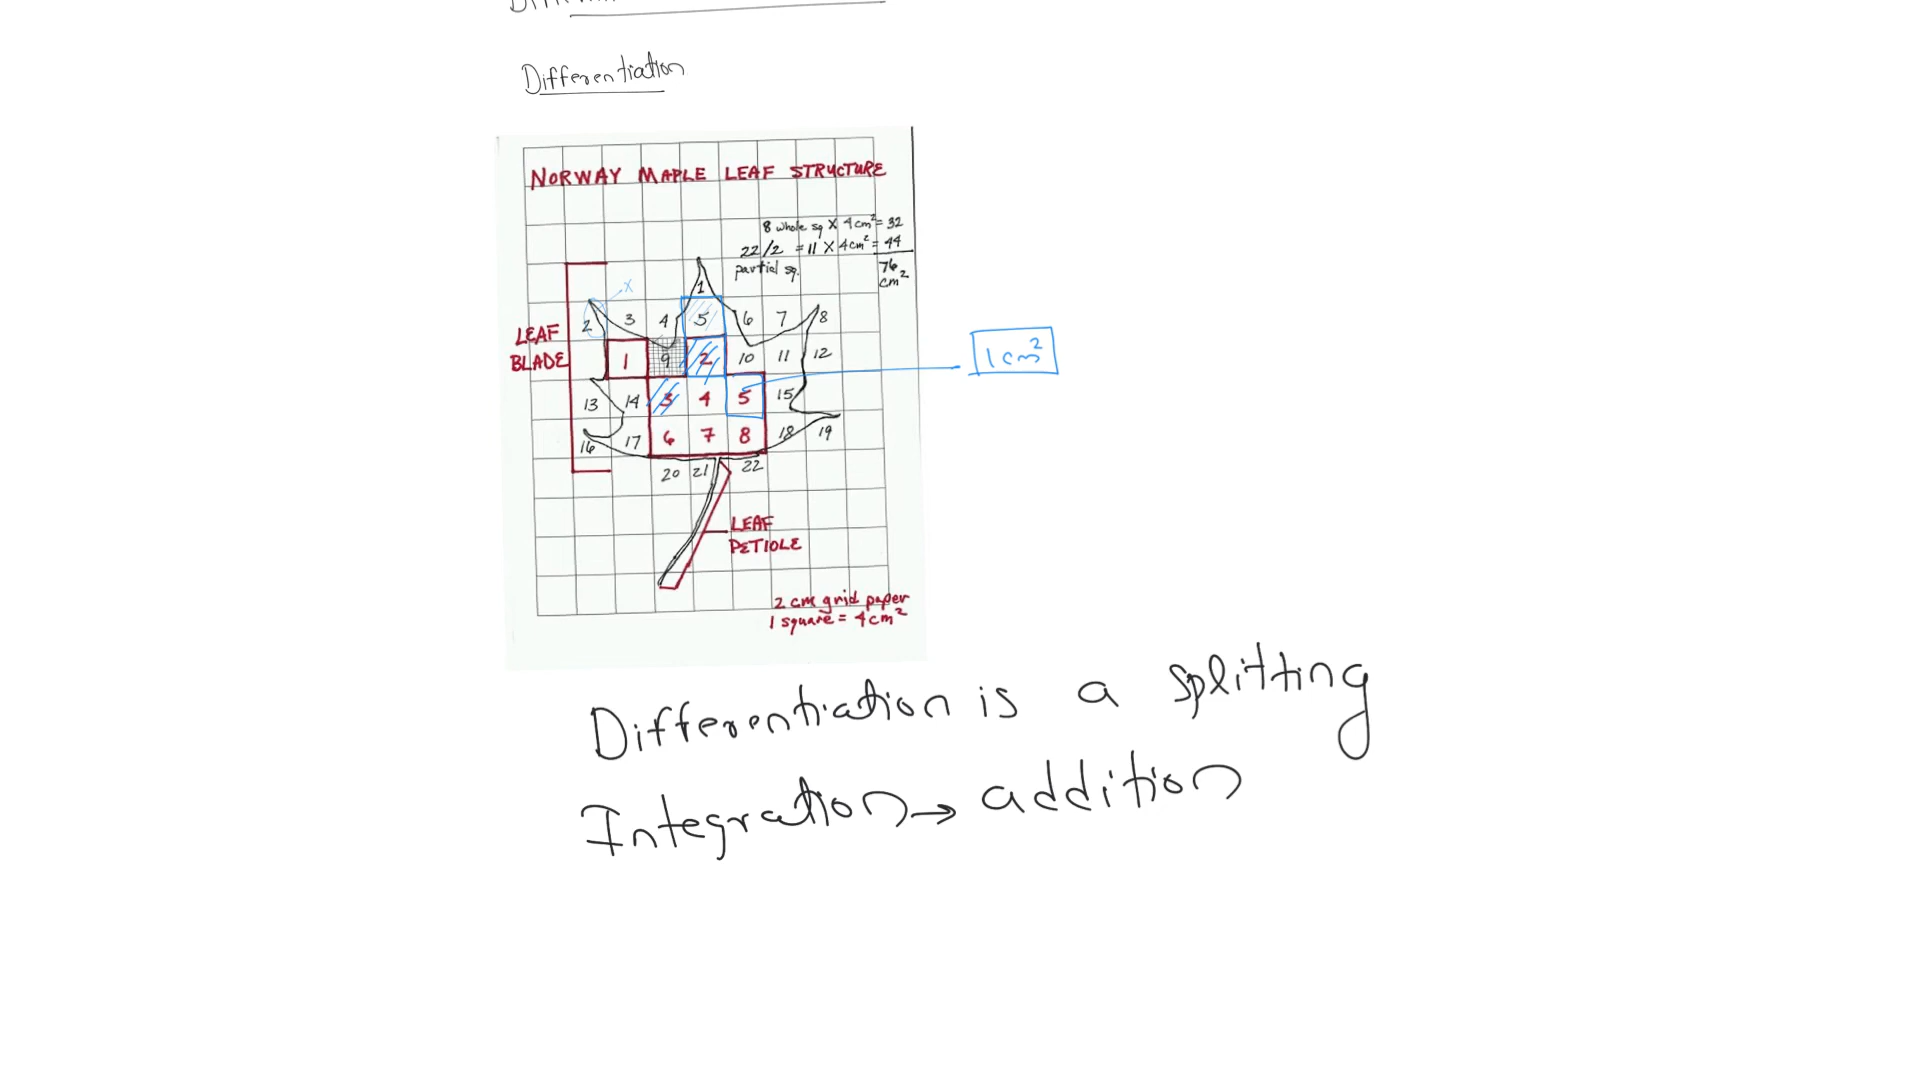 Differentiation
NORWAY MAPLE LEAF STRUCTURE
8 whole sq X 4cm² = 32
22/2 = 11 X 4cm² = 44
partial sq.
76
cm²
1
X
2 3 4 5 6 7 8
LEAF
BLADE
1 9 2 10 11 12
1cm²
13 14 3 4 5 15
16 17 6 7 8 18 19
20 21 22
LEAF
PETIOLE
2 cm grid paper
1 square = 4cm²
Differentiation is a splitting
Integration → addition